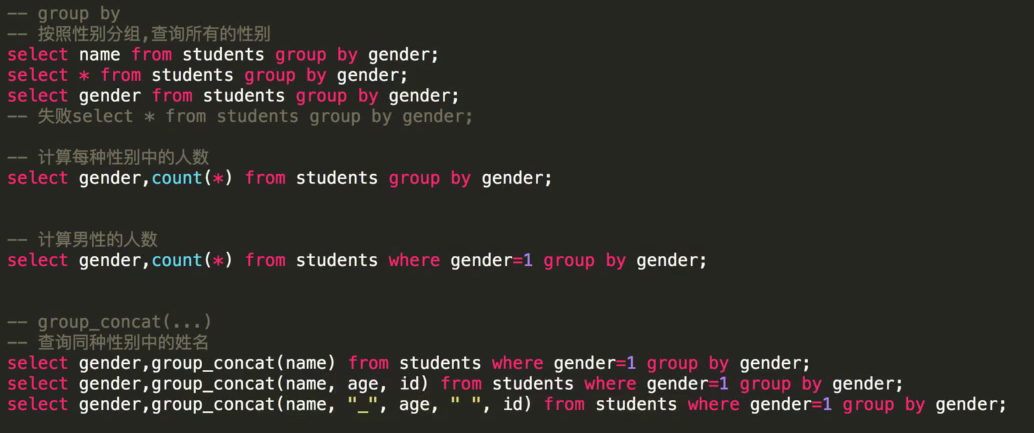 -- group by
-- 按照性别分组,查询所有的性别
select name from students group by gender;
select * from students group by gender;
select gender from students group by gender;
-- 失败select * from students group by gender;
-- 计算每种性别中的人数
select gender,count(*) from students group by gender;
-- 计算男性的人数
select gender,count(*) from students where gender=1 group by gender;
-- group_concat(...)
-- 查询同种性别中的姓名
select gender,group_concat(name) from students where gender=1 group by gender;
select gender,group_concat(name, age, id) from students where gender=1 group by gender;
select gender,group_concat(name, "_", age, " ", id) from students where gender=1 group by gender;